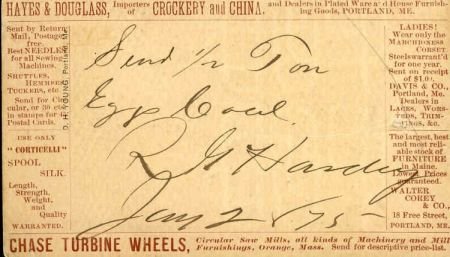 HAYES & DOUGLASS, Importers of CROCKERY and CHINA, and Dealers in Plated Ware and House Furnishing Goods, PORTLAND, ME.
Sent by Return
Mail, Postage
free.
Best NEEDLES
for all Sewing
Machines.
SHUTTLES,
HEMMERS
TUCKERS, etc.
Send for Circular, or 30 cts
in stamps for
Postal Cards.
D. H. YOUNG, Portland, Me.
USE ONLY
"CORTICELLI"
SPOOL
SILK.
Length,
Strength,
Weight,
and
Quality
WARRANTED.
Send 1/2 Ton
Egg Coal
R G Harding
Jany 2 / 75
LADIES!
Wear only the
MARCHIONESS
CORSET.
Steels warrant'd
for one year.
Sent on receipt
of $1.00.
DAVIS & CO.,
Portland, Me.
Dealers in
LACES, WORSTEDS, TRIMMINGS, &c.
The largest, best
and most reliable stock of
FURNITURE
in Maine.
Lowest Prices
guaranteed.
WALTER
COREY
& CO.,
18 Free Street,
PORTLAND, ME.
CHASE TURBINE WHEELS, Circular Saw Mills, all kinds of Machinery and Mill Furnishings, Orange, Mass. Send for descriptive price-list.